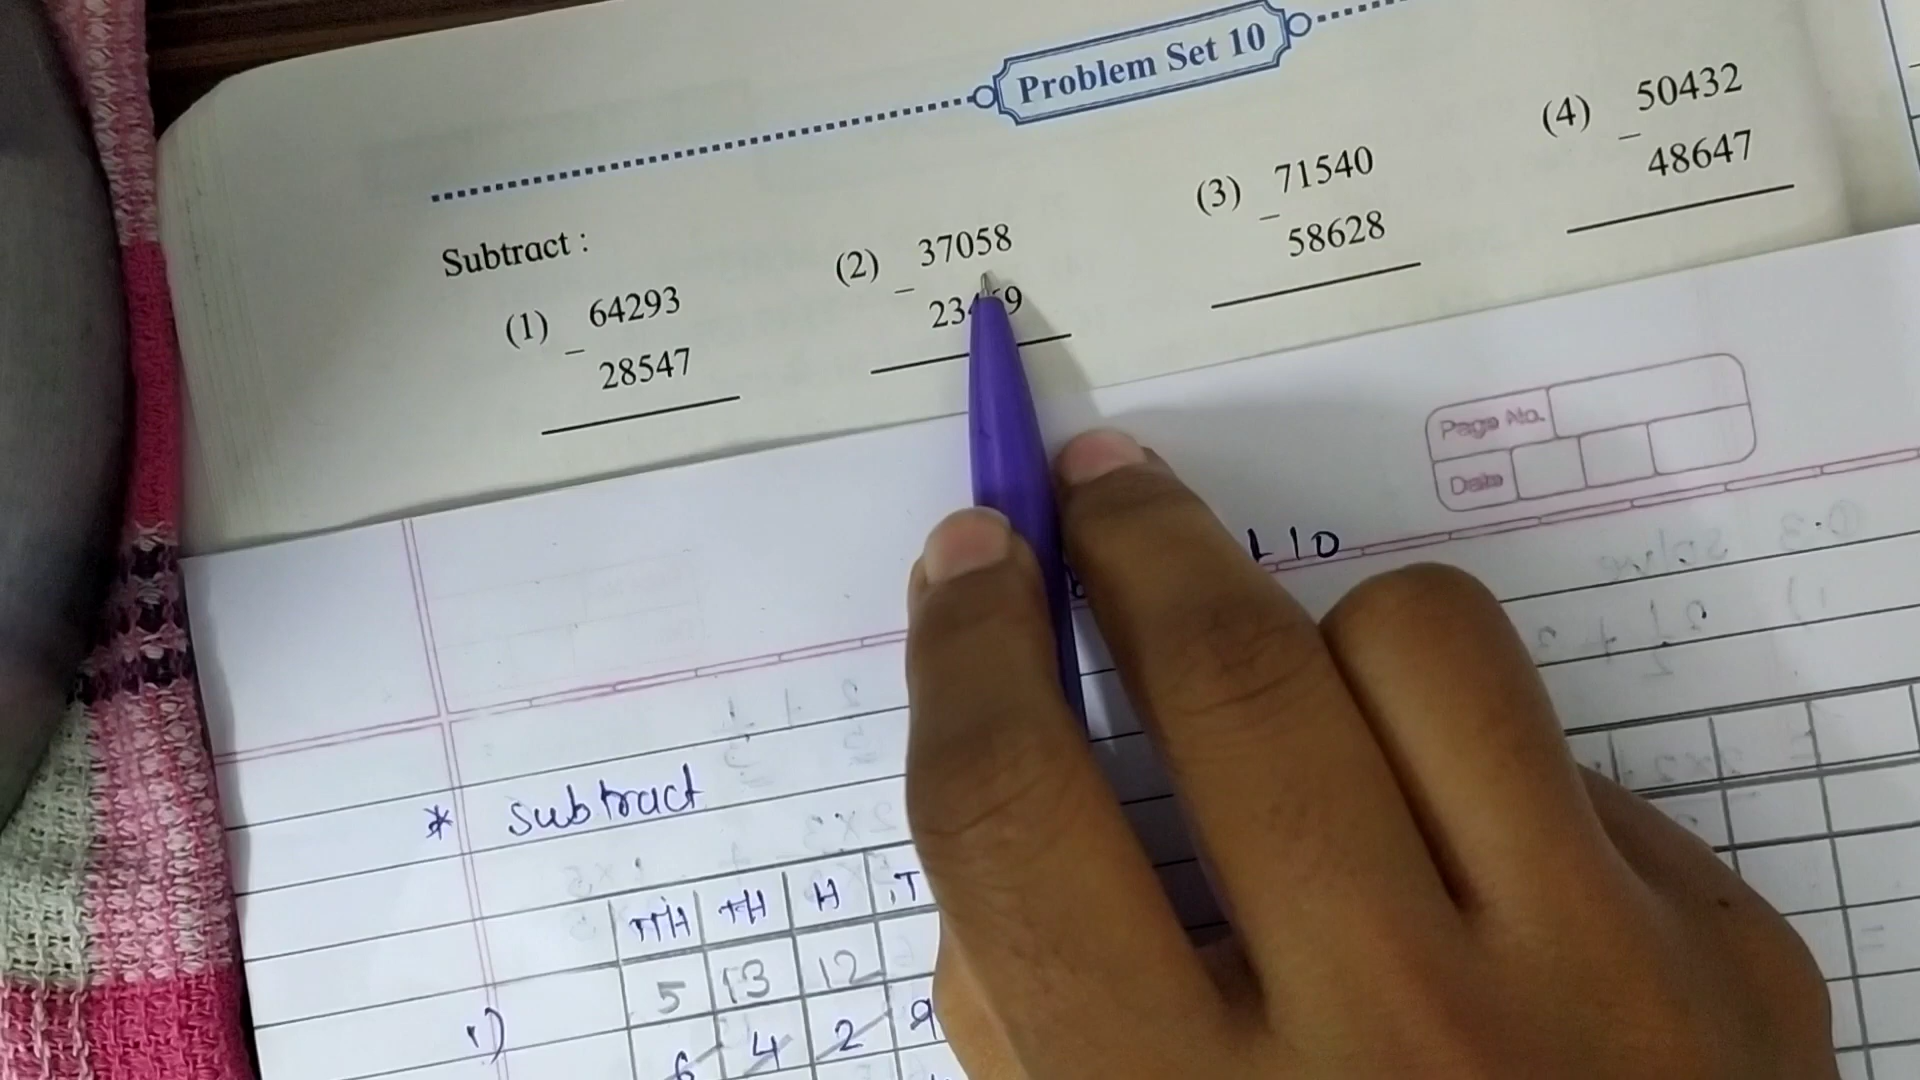 Problem Set 10
Subtract :
(1) 64293
- 28547
(2) 37058
-
(3) 71540
- 58628
(4) 50432
- 48647
Page No.
Date
10
* Subtract
TTH TH H T
5 13 12
1) 6 4 2 9